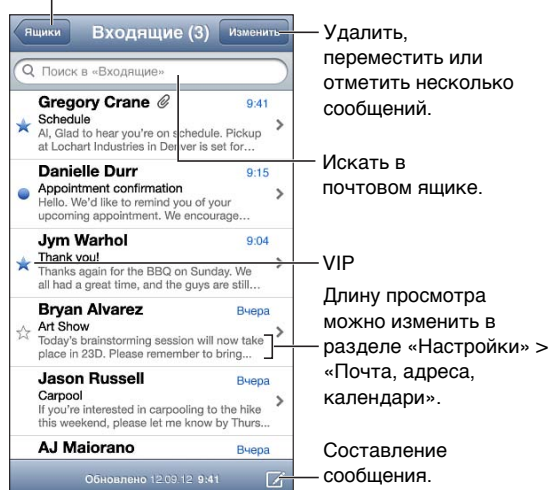 Ящики
Входящие (3)
Изменить
Поиск в «Входящие»
Gregory Crane
9:41
Schedule
Al, Glad to hear you're on schedule. Pickup
at Lochart Industries in Denver is set for...
Danielle Durr
9:15
Appointment confirmation
Hello. We'd like to remind you of your
upcoming appointment. We encourage...
Jym Warhol
9:04
Thank you!
Thanks again for the BBQ on Sunday. We
all had a great time, and the guys are still...
Bryan Alvarez
Вчера
Art Show
Today's brainstorming session will now take
place in 23D. Please remember to bring...
Jason Russell
Вчера
Carpool
If you're interested in carpooling to the hike
this weekend, please let me know by Thurs...
AJ Maiorano
Вчера
Обновлено 12.09.12 9:41
Удалить,
переместить или
отметить несколько
сообщений.
Искать в
почтовом ящике.
VIP
Длину просмотра
можно изменить в
разделе «Настройки» >
«Почта, адреса,
календари».
Составление
сообщения.